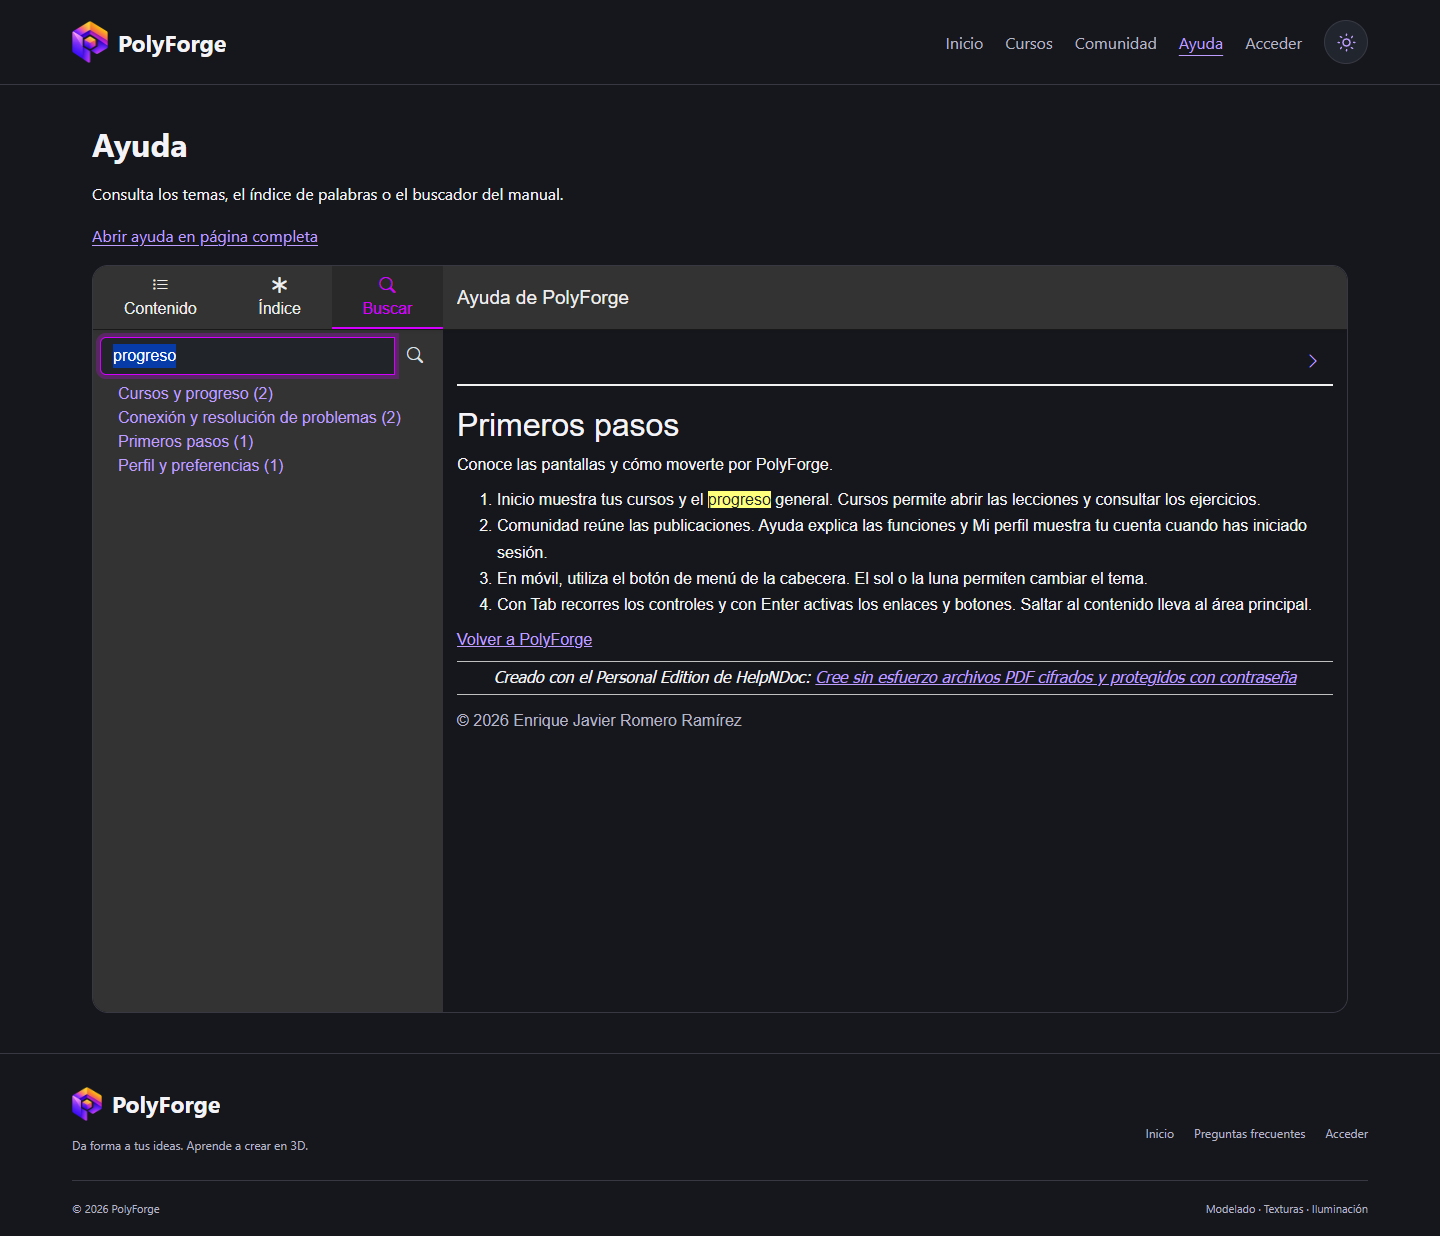 PolyForge
Inicio Cursos Comunidad Ayuda Acceder
Ayuda
Consulta los temas, el índice de palabras o el buscador del manual.
Abrir ayuda en página completa
Contenido Índice Buscar
Ayuda de PolyForge
progreso
Cursos y progreso (2)
Conexión y resolución de problemas (2)
Primeros pasos (1)
Perfil y preferencias (1)
Primeros pasos
Conoce las pantallas y cómo moverte por PolyForge.
1. Inicio muestra tus cursos y el progreso general. Cursos permite abrir las lecciones y consultar los ejercicios.
2. Comunidad reúne las publicaciones. Ayuda explica las funciones y Mi perfil muestra tu cuenta cuando has iniciado
sesión.
3. En móvil, utiliza el botón de menú de la cabecera. El sol o la luna permiten cambiar el tema.
4. Con Tab recorres los controles y con Enter activas los enlaces y botones. Saltar al contenido lleva al área principal.
Volver a PolyForge
Creado con el Personal Edition de HelpNDoc: Cree sin esfuerzo archivos PDF cifrados y protegidos con contraseña
© 2026 Enrique Javier Romero Ramírez
PolyForge
Da forma a tus ideas. Aprende a crear en 3D.
Inicio Preguntas frecuentes Acceder
© 2026 PolyForge
Modelado · Texturas · Iluminación